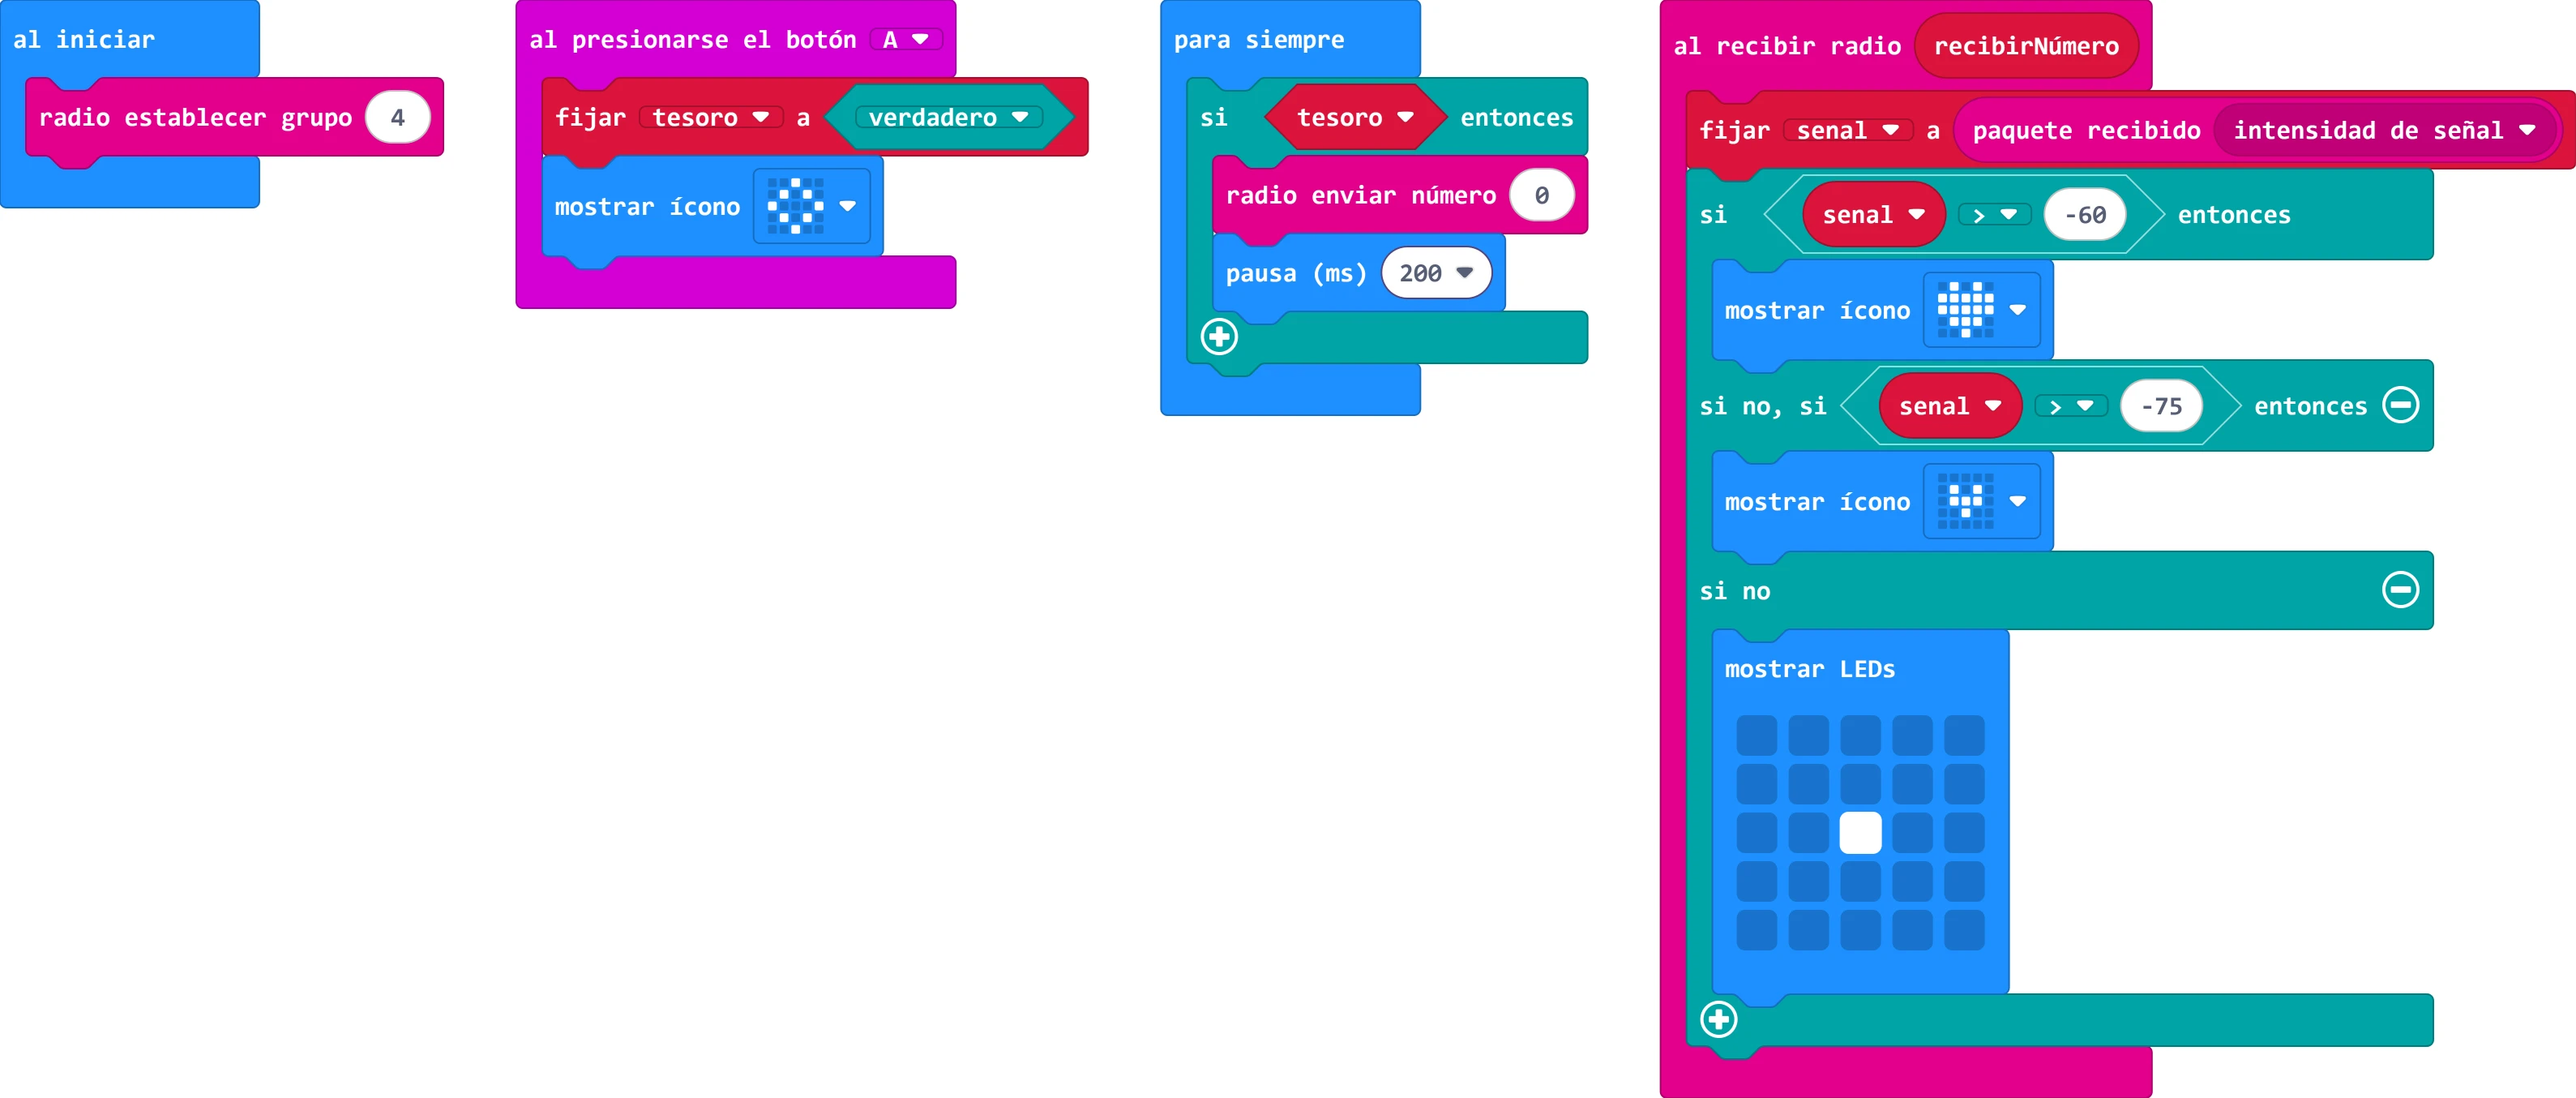 al iniciar
radio establecer grupo 4
al presionarse el botón A
fijar tesoro a verdadero
mostrar ícono
para siempre
si tesoro entonces
radio enviar número 0
pausa (ms) 200
al recibir radio recibirNúmero
fijar senal a paquete recibido intensidad de señal
si senal > -60 entonces
mostrar ícono
si no, si senal > -75 entonces
mostrar ícono
si no
mostrar LEDs